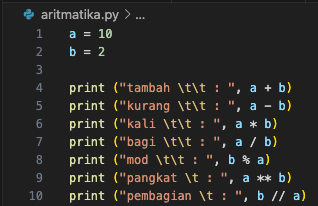 aritmatika.py > ...
1 a = 10
2 b = 2
3
4 print ("tambah \t\t : ", a + b)
5 print ("kurang \t\t : ", a - b)
6 print ("kali \t\t : ", a * b)
7 print ("bagi \t\t : ", a / b)
8 print ("mod \t\t : ", b % a)
9 print ("pangkat \t : ", a ** b)
10 print ("pembagian \t : ", b // a)